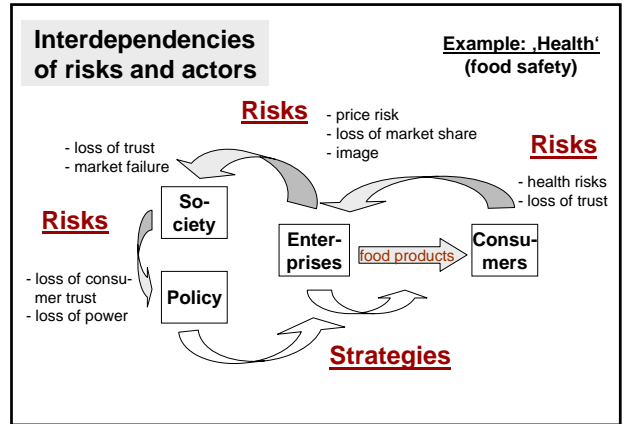 Interdependencies
of risks and actors
Example: ‚Health‘
(food safety)
Risks
- price risk
- loss of market share
- image
- loss of trust
- market failure
Risks
- health risks
- loss of trust
Risks
So-
ciety
Enter-
prises
food products
Consu-
mers
- loss of consu-
mer trust
- loss of power
Policy
Strategies